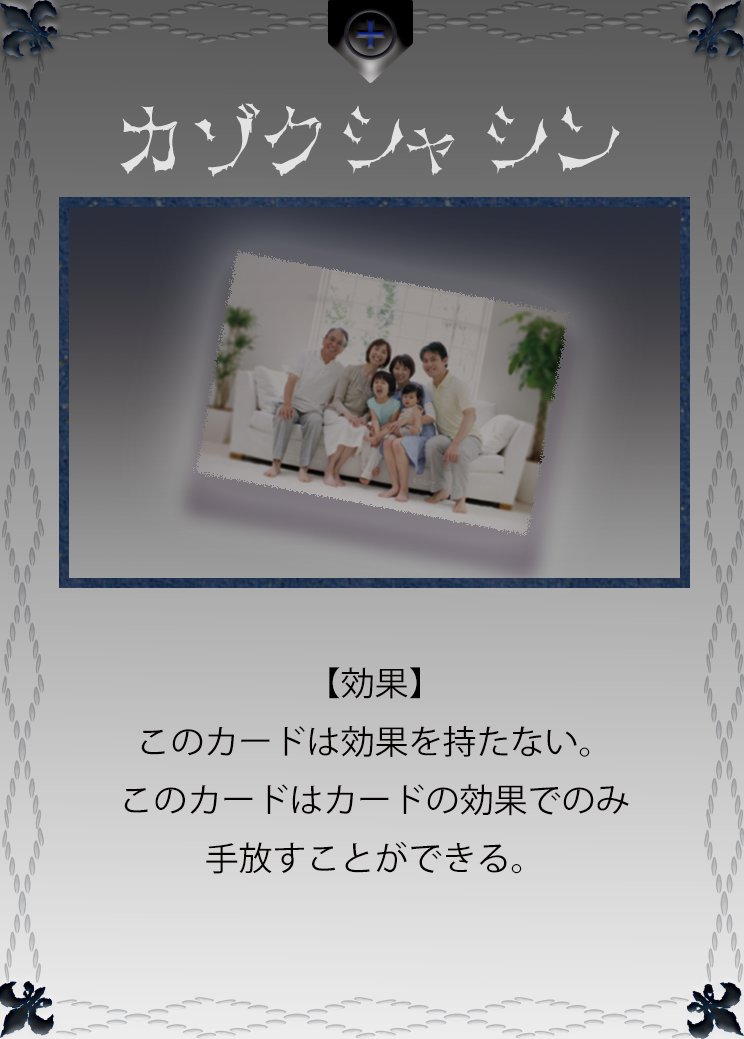 カゾクシャシン
【効果】
このカードは効果を持たない。
このカードはカードの効果でのみ
手放すことができる。